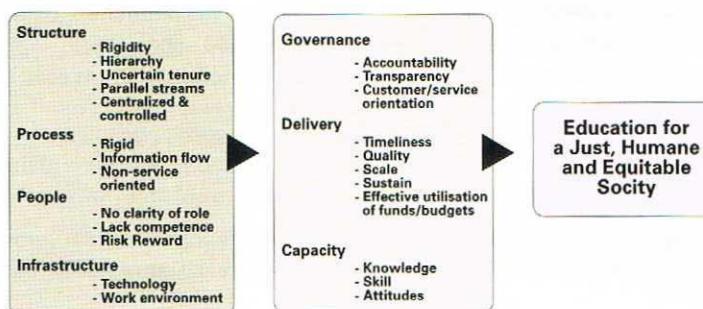 Structure
- Rigidity
- Hierarchy
- Uncertain tenure
- Parallel streams
- Centralized &
controlled
Process
- Rigid
- Information flow
- Non-service
oriented
People
- No clarity of role
- Lack competence
- Risk Reward
Infrastructure
- Technology
- Work environment
Governance
- Accountability
- Transparency
- Customer/service
orientation
Delivery
- Timeliness
- Quality
- Scale
- Sustain
- Effective utilisation
of funds/budgets
Capacity
- Knowledge
- Skill
- Attitudes
Education for
a Just, Humane
and Equitable
Socity